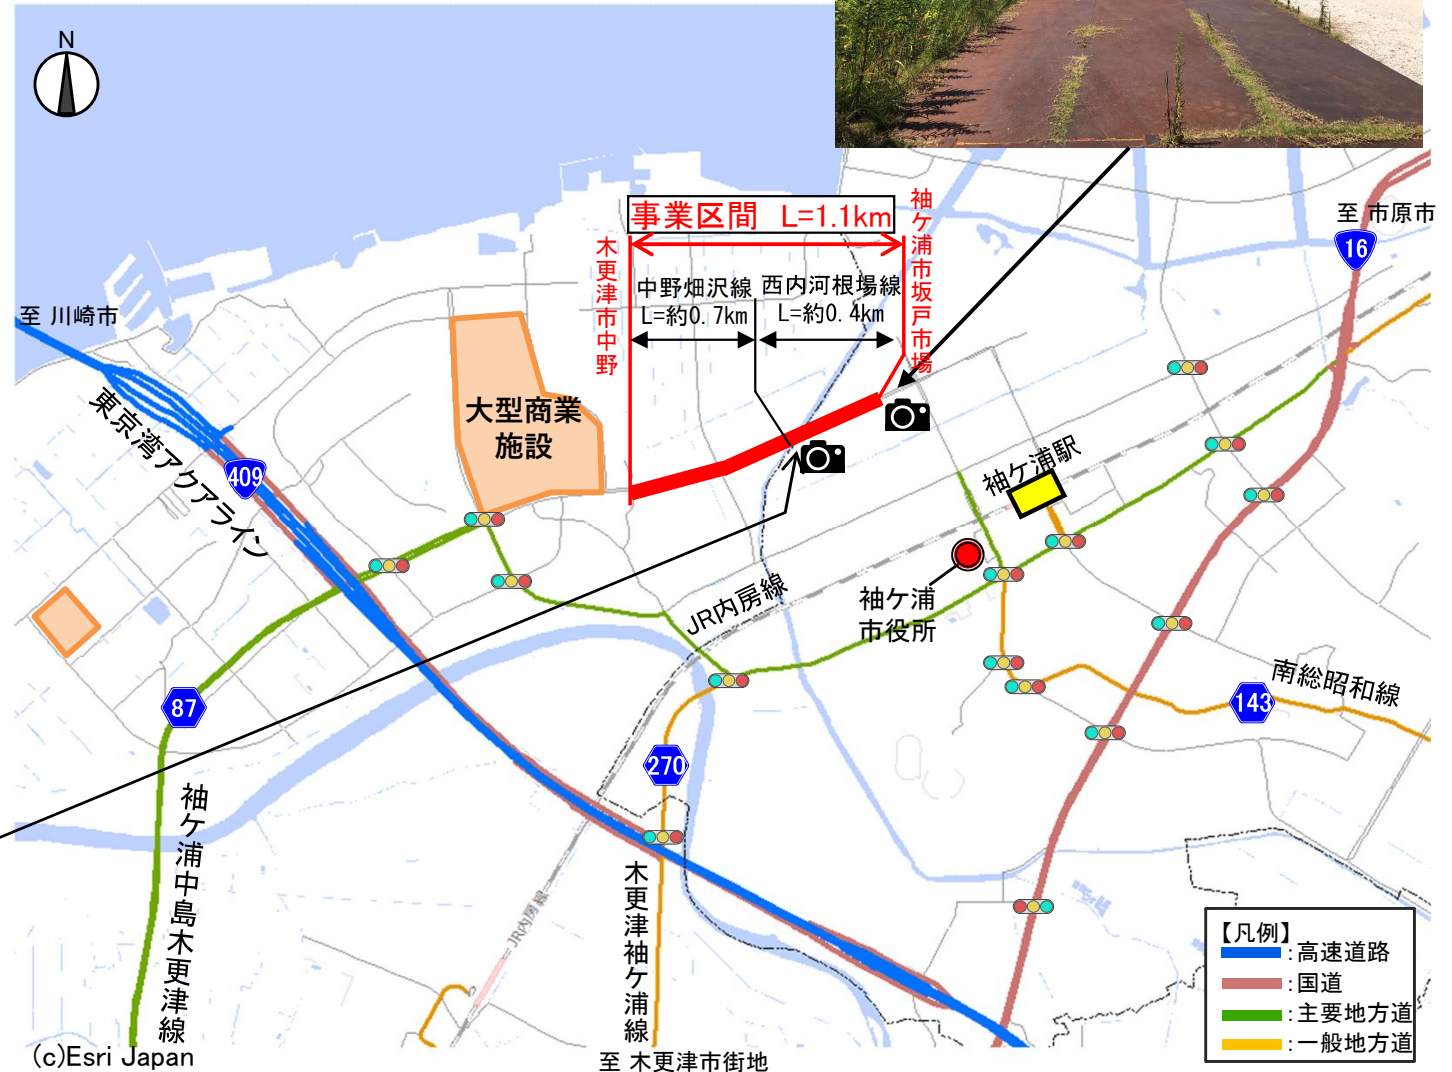 N
至 市原市
16
事業区間 L=1.1km
木更津市中野
袖ケ浦市坂戸市場
中野畑沢線
L=約0.7km
西内河根場線
L=約0.4km
至 川崎市
東京湾アクアライン
409
大型商業
施設
袖ケ浦駅
JR内房線
袖ケ浦
市役所
87
270
143
南総昭和線
袖ケ浦中島木更津線
木更津袖ケ浦線
JR内房線
【凡例】
:高速道路
:国道
:主要地方道
:一般地方道
(c)Esri Japan
至 木更津市街地